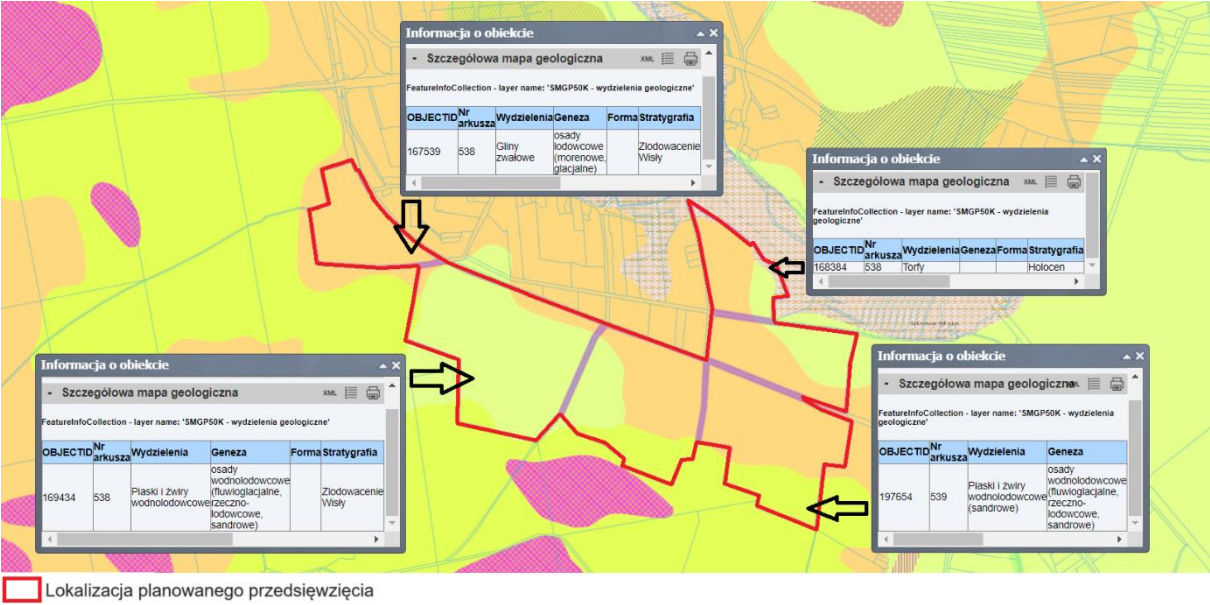 Informacja o obiekcie
- Szczegółowa mapa geologiczna XML
FeatureInfoCollection - layer name: 'SMGP50K - wydzielenia geologiczne'
OBJECTID Nr arkusza Wydzielenia Geneza Forma Stratygrafia
167539 538 Gliny zwałowe osady lodowcowe (morenowe, glacjalne) Zlodowacenie Wisły
Informacja o obiekcie
- Szczegółowa mapa geologiczna XML
FeatureInfoCollection - layer name: 'SMGP50K - wydzielenia
geologiczne'
OBJECTID Nr arkusza Wydzielenia Geneza Forma Stratygrafia
168384 538 Torfy Holocen
Informacja o obiekcie
- Szczegółowa mapa geologiczna XML
FeatureInfoCollection - layer name: 'SMGP50K - wydzielenia geologiczne'
OBJECTID Nr arkusza Wydzielenia Geneza Forma Stratygrafia
169434 538 Piaski i żwiry wodnolodowcowe osady wodnolodowcowe (fluwioglacjalne, rzeczno-lodowcowe, sandrowe) Zlodowacenie Wisły
Informacja o obiekcie
- Szczegółowa mapa geologiczna XML
FeatureInfoCollection - layer name: 'SMGP50K - wydzielenia
geologiczne'
OBJECTID Nr arkusza Wydzielenia Geneza
197654 539 Piaski i żwiry wodnolodowcowe (sandrowe) osady wodnolodowcowe (fluwioglacjalne, rzeczno-lodowcowe, sandrowe)
Lokalizacja planowanego przedsięwzięcia